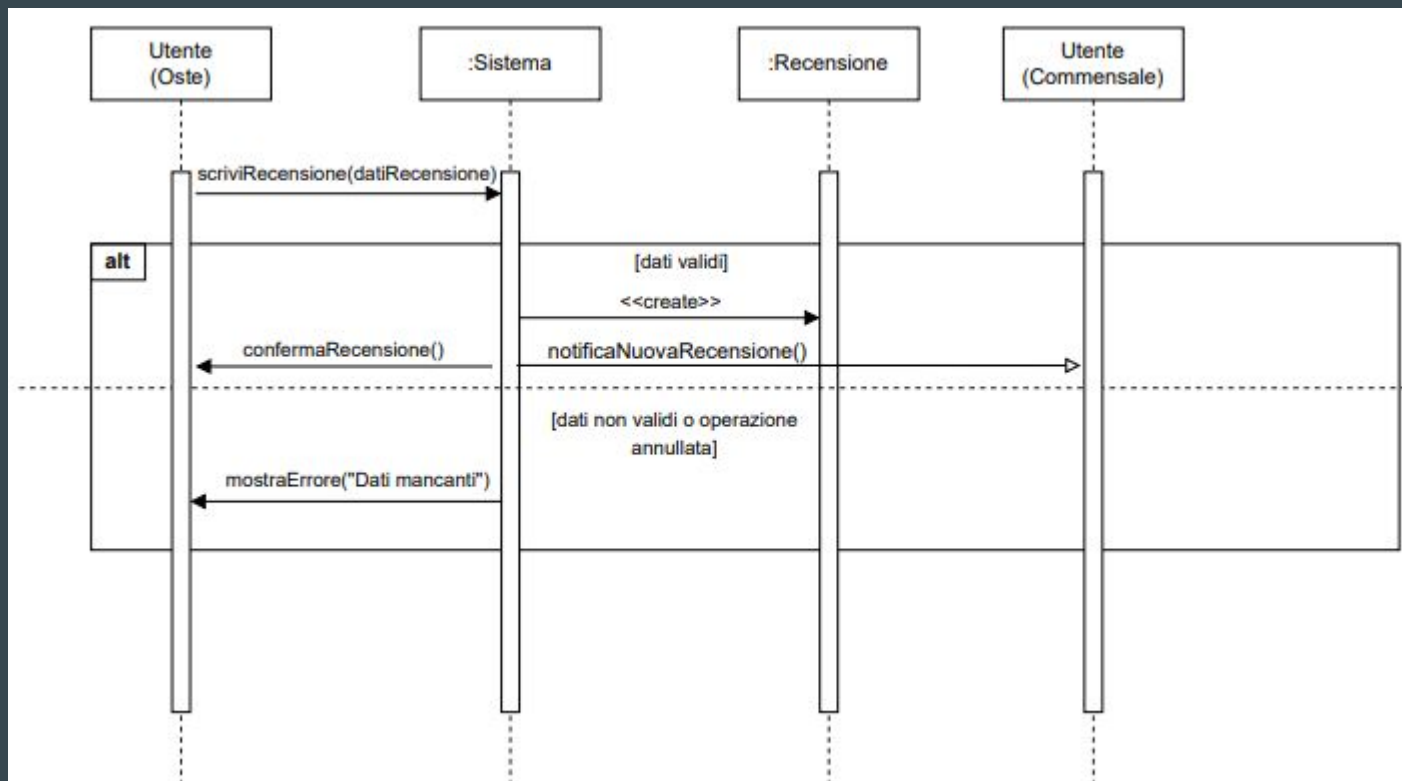 Utente
(Oste)
:Sistema
:Recensione
Utente
(Commensale)
scriviRecensione(datiRecensione)
alt
[dati validi]
<<create>>
confermaRecensione()
notificaNuovaRecensione()
[dati non validi o operazione
annullata]
mostraErrore("Dati mancanti")